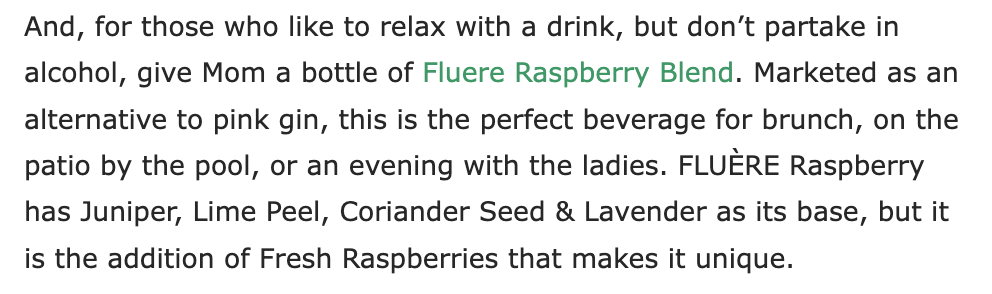 And, for those who like to relax with a drink, but don’t partake in
alcohol, give Mom a bottle of Fluere Raspberry Blend. Marketed as an
alternative to pink gin, this is the perfect beverage for brunch, on the
patio by the pool, or an evening with the ladies. FLUÈRE Raspberry
has Juniper, Lime Peel, Coriander Seed & Lavender as its base, but it
is the addition of Fresh Raspberries that makes it unique.